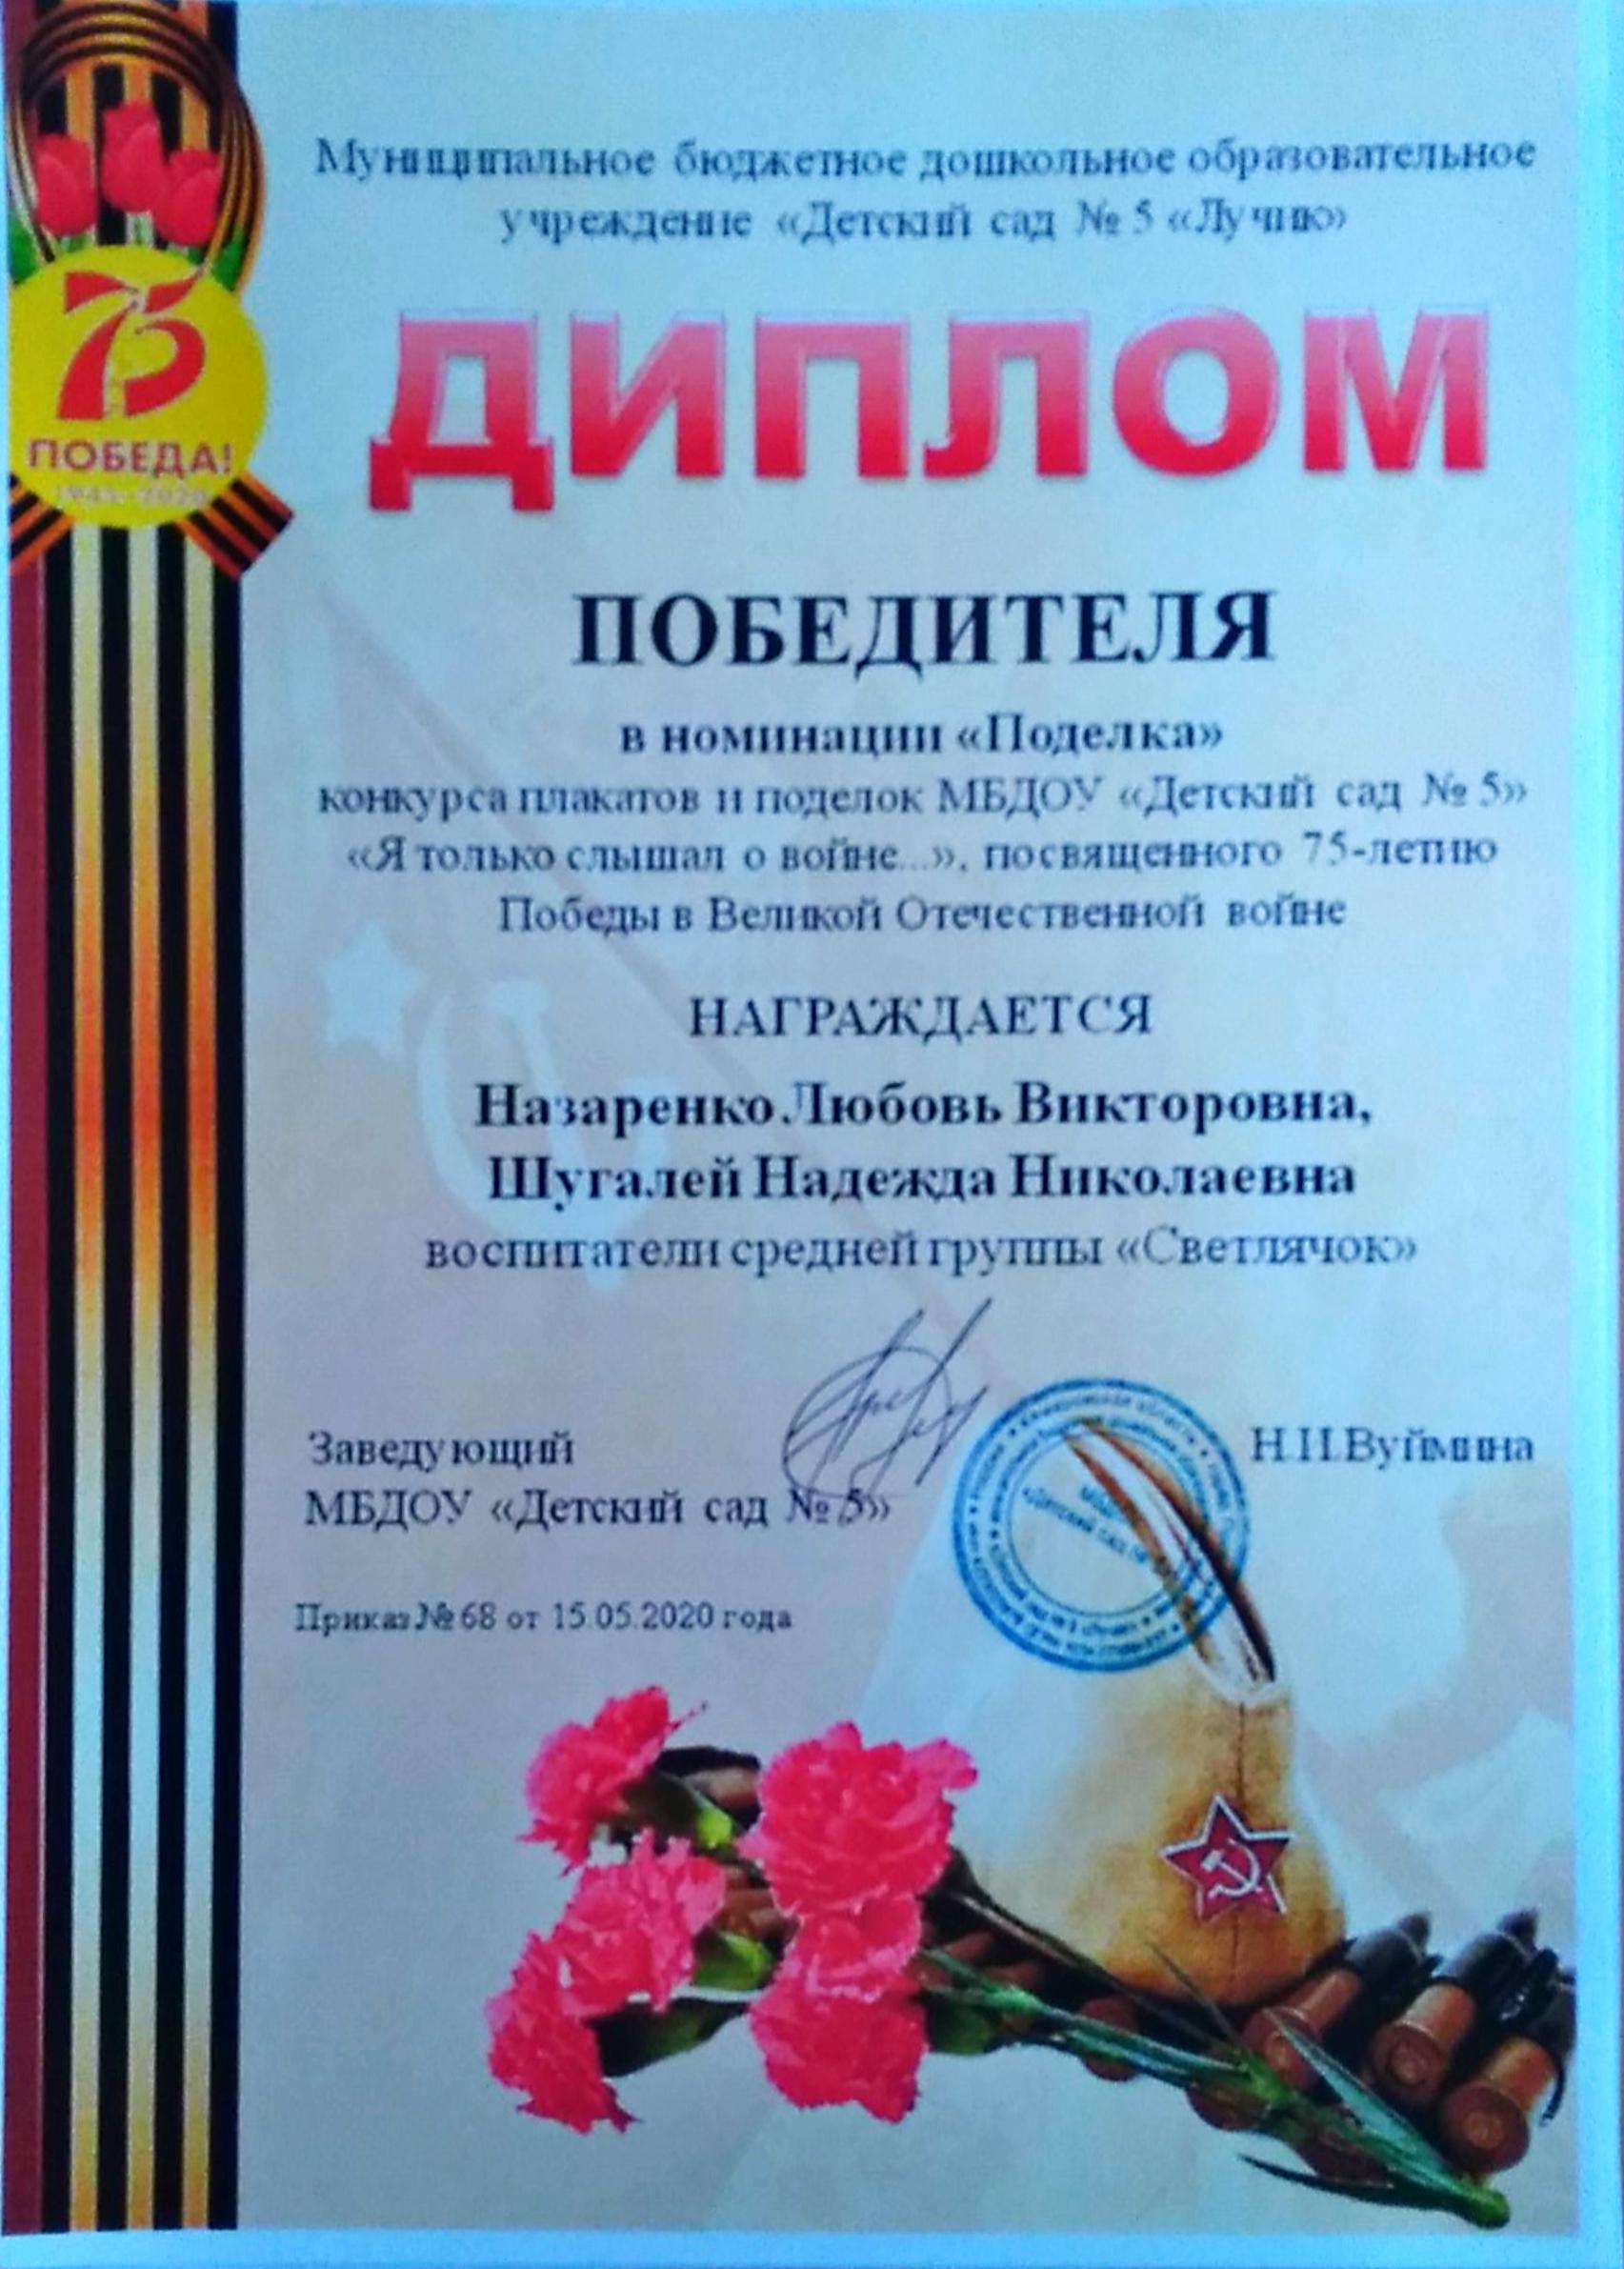 75
ПОБЕДА!
1945-2020
Муниципальное бюджетное дошкольное образовательное
учреждение «Детский сад № 5 «Лучик»
ДИПЛОМ
ПОБЕДИТЕЛЯ
в номинации «Поделка»
конкурса плакатов и поделок МБДОУ «Детский сад № 5»
«Я только слышал о войне...», посвященного 75-летию
Победы в Великой Отечественной войне
НАГРАЖДАЕТСЯ
Назаренко Любовь Викторовна,
Шугалей Надежда Николаевна
воспитатели средней группы «Светлячок»
Заведующий
Н.И.Вуймина
МБДОУ «Детский сад № 5»
Приказ № 68 от 15.05.2020 года